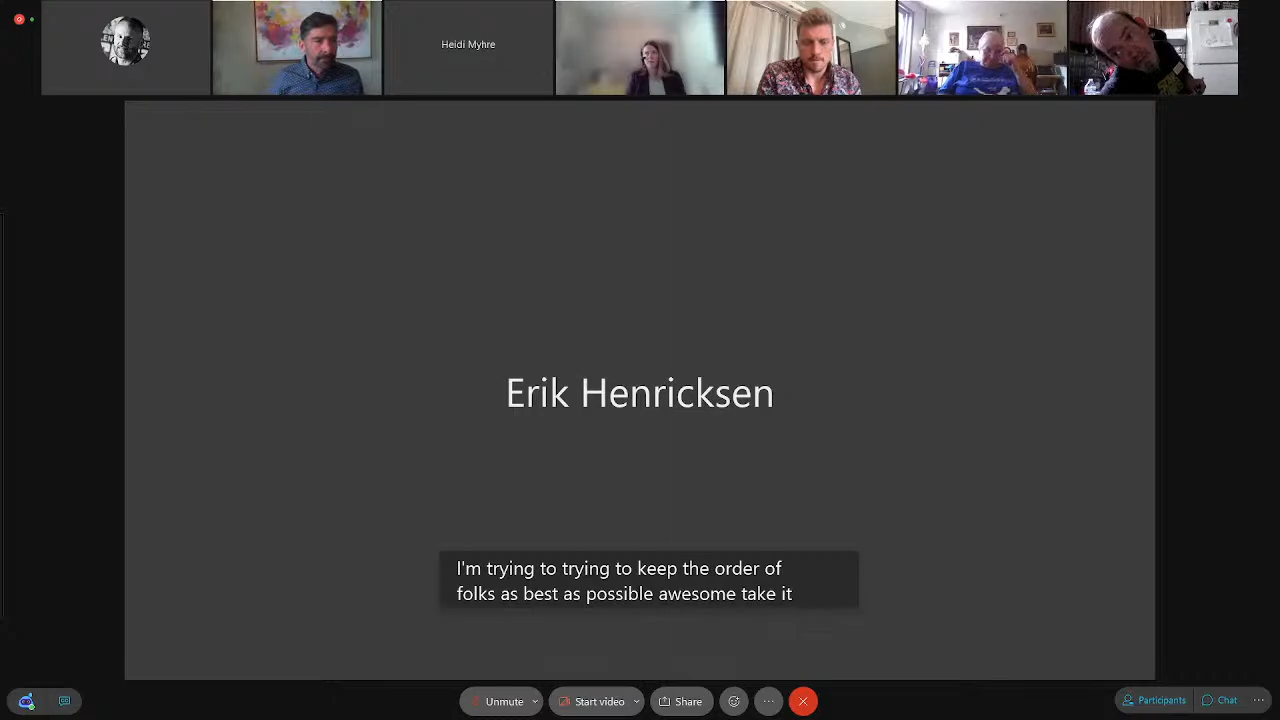 Heidi Myhre
Erik Henricksen
I'm trying to trying to keep the order of
folks as best as possible awesome take it
Unmute
Start video
Share
Participants
Chat